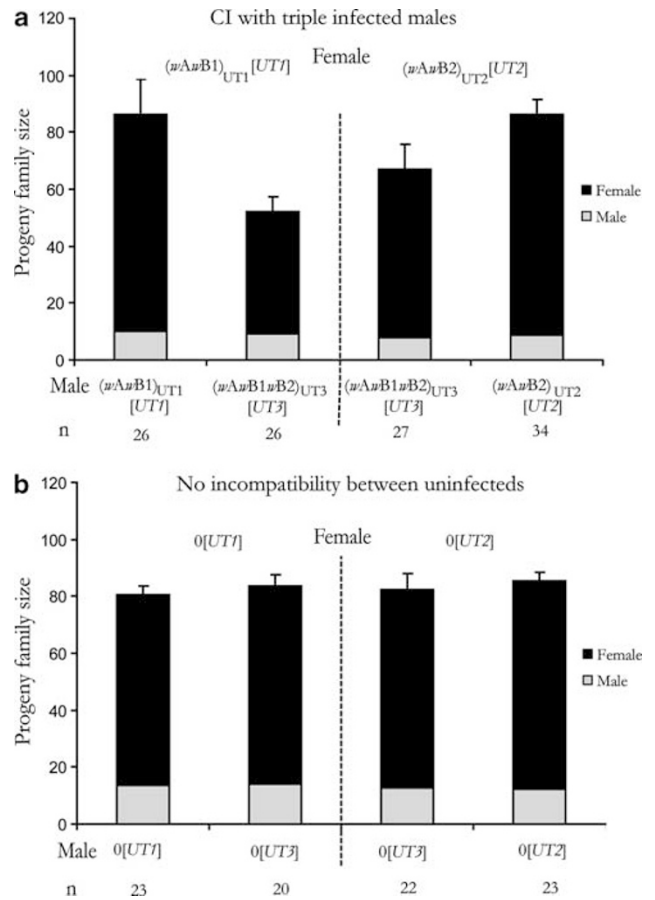 a
CI with triple infected males
Female
(wAwB1)UT1[UT1] (wAwB2)UT2[UT2]
Progeny family size
120
100
80
60
40
20
0
Female
Male
Male (wAwB1)UT1 (wAwB1wB2)UT3 (wAwB1wB2)UT3 (wAwB2)UT2
[UT1] [UT3] [UT3] [UT2]
n 26 26 27 34
b
No incompatibility between uninfecteds
0[UT1] Female 0[UT2]
Progeny family size
120
100
80
60
40
20
0
Female
Male
Male 0[UT1] 0[UT3] 0[UT3] 0[UT2]
n 23 20 22 23